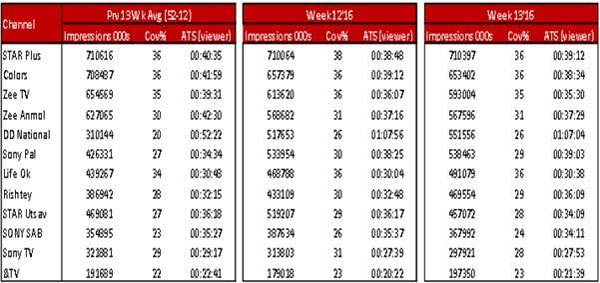 Channel Prv 13 Wk Avg (52-12) Week 12'16 Week 13'16
Impressions 000s Cov% ATS (viewer) Impressions 000s Cov% ATS (viewer) Impressions 000s Cov% ATS (viewer)
STAR Plus 710616 36 00:40:35 710064 38 00:38:48 710397 36 00:39:12
Colors 708487 36 00:41:59 657379 36 00:39:12 653402 36 00:38:34
Zee TV 654569 35 00:39:31 613620 36 00:36:07 593004 35 00:35:30
Zee Anmol 627065 30 00:42:30 568682 31 00:37:16 567596 31 00:37:29
DD National 310144 20 00:52:22 517653 26 01:07:56 551556 26 01:07:04
Sony Pal 426331 27 00:34:34 533954 30 00:38:25 538463 29 00:39:03
Life Ok 439267 34 00:30:48 468788 36 00:30:04 491079 36 00:30:38
Rishtey 386942 28 00:32:15 433109 30 00:32:48 469554 29 00:36:09
STAR Utsav 469081 27 00:36:18 519207 29 00:36:17 457072 28 00:34:09
SONY SAB 354895 23 00:35:27 387634 26 00:35:37 367992 24 00:34:11
Sony TV 321881 29 00:29:17 313803 31 00:27:39 297921 28 00:27:53
&TV 191689 22 00:22:41 179018 23 00:20:22 197350 23 00:21:39